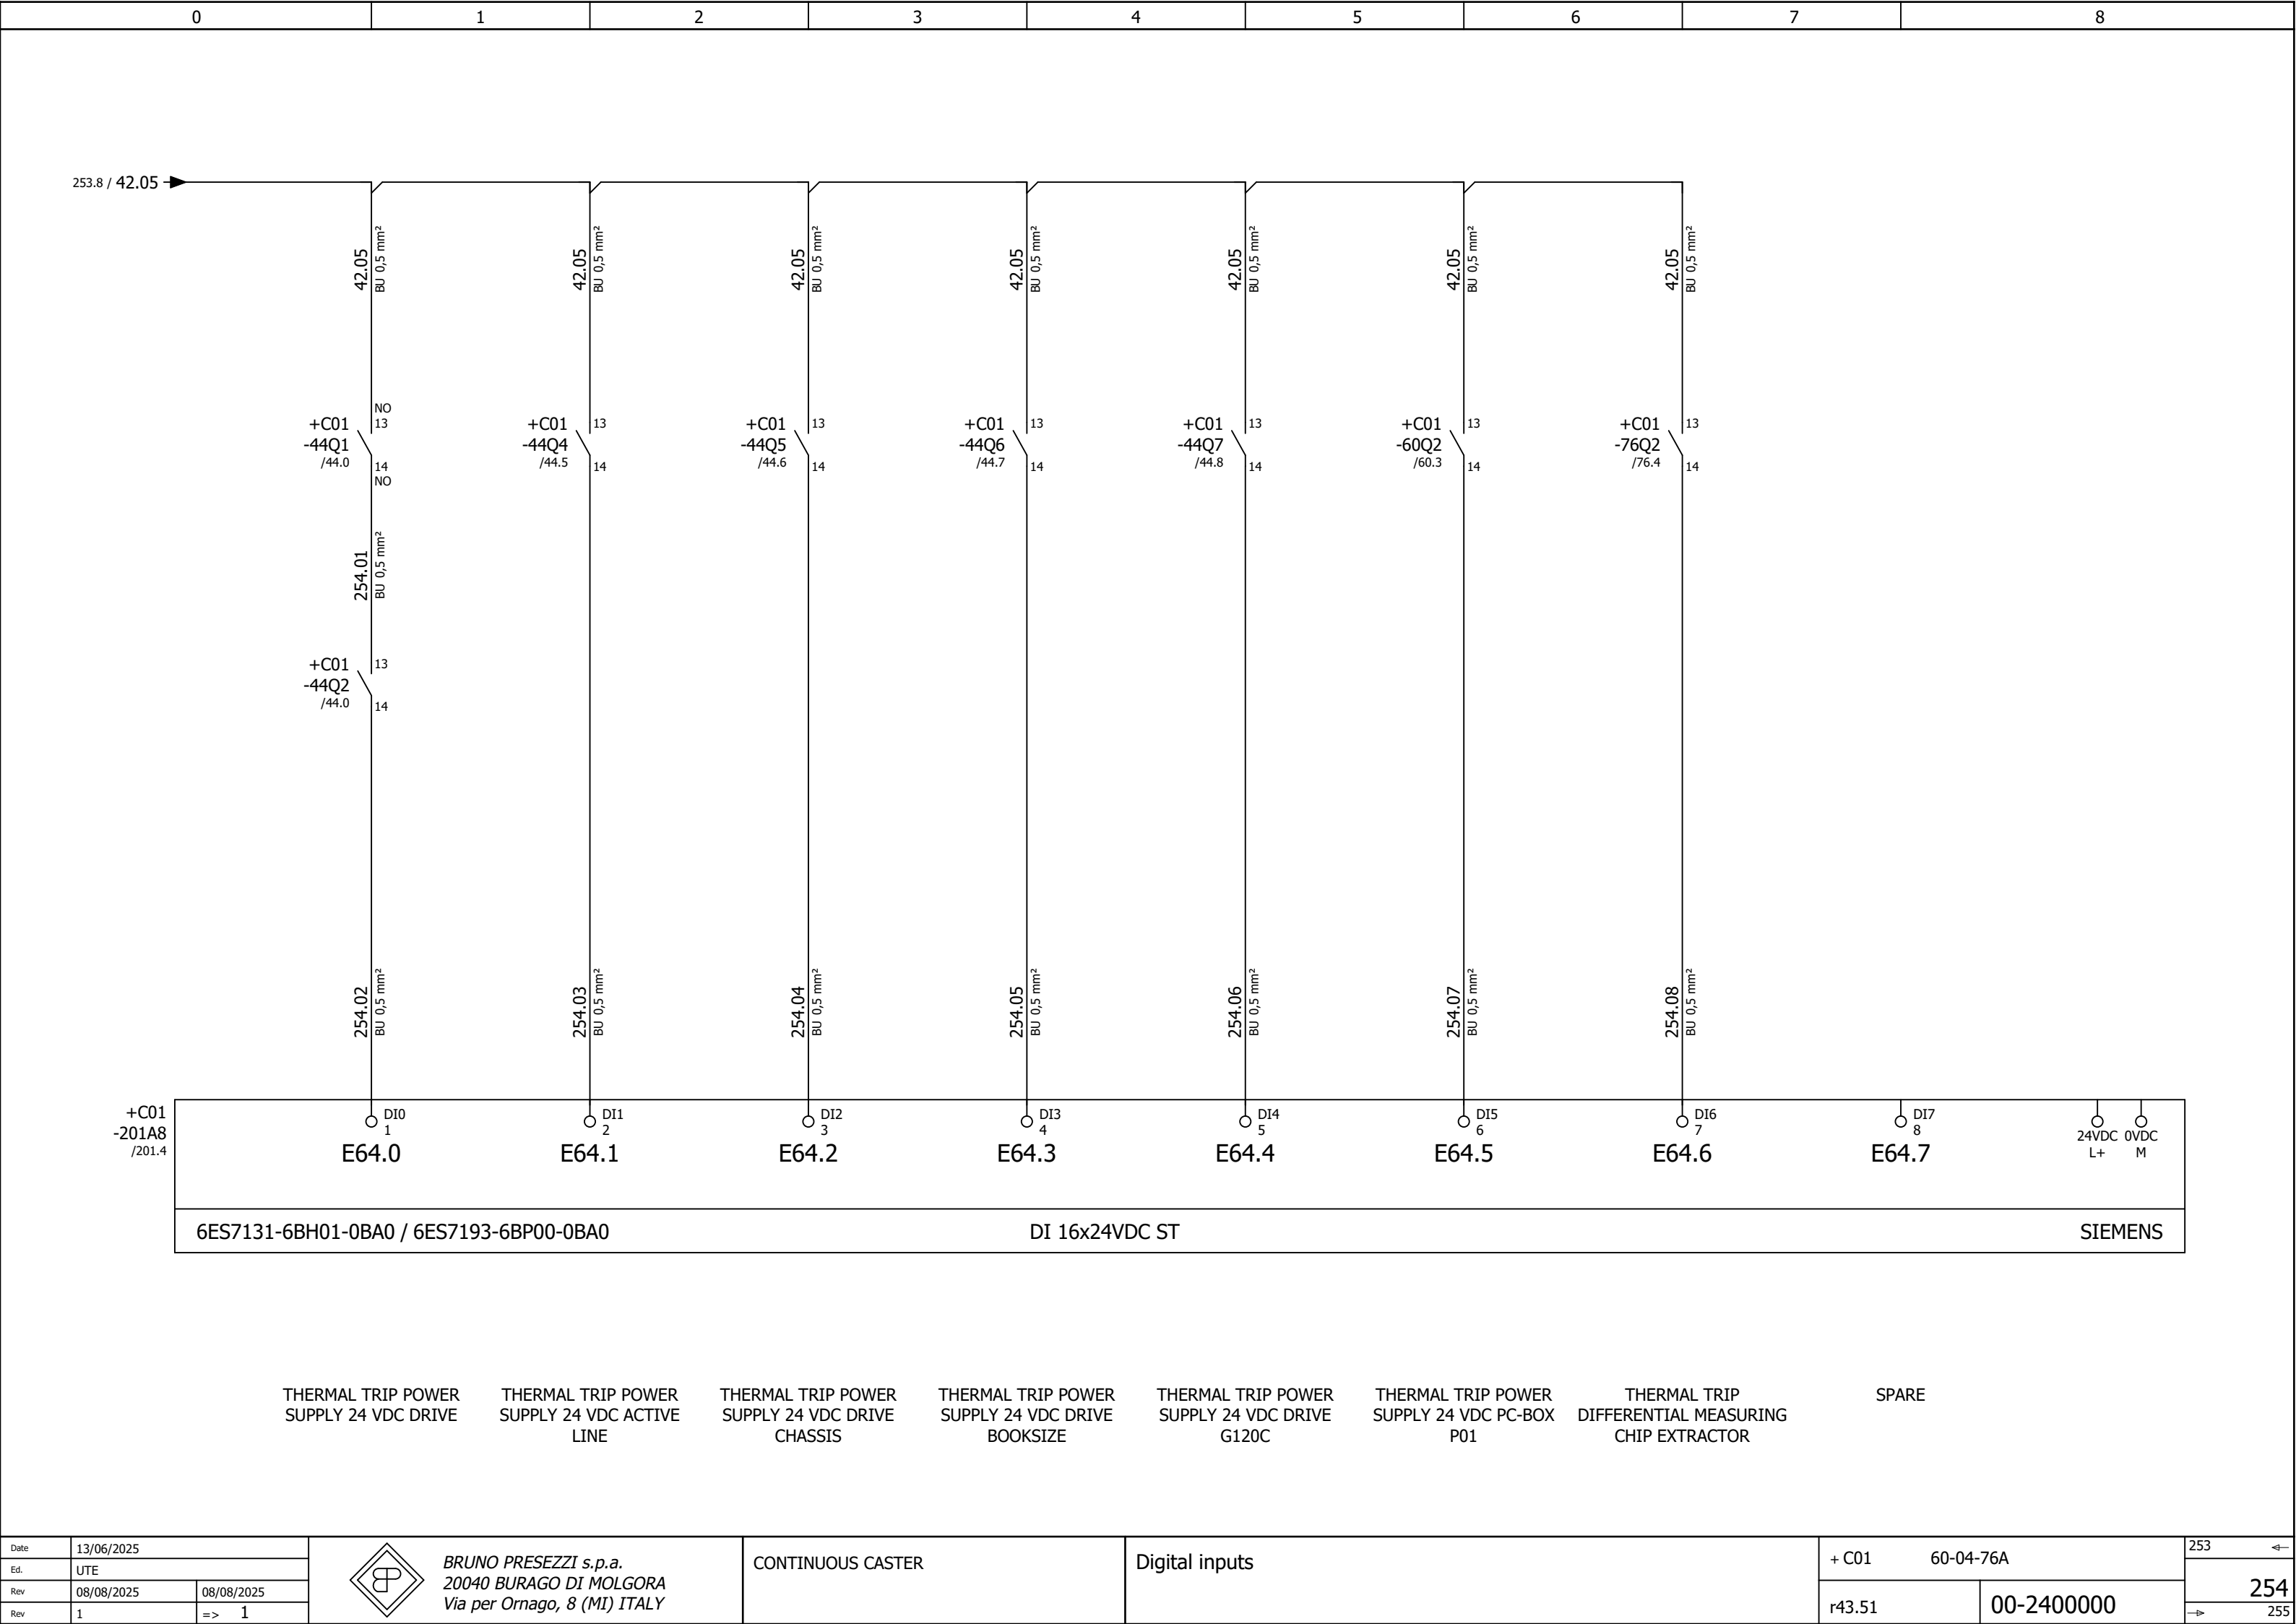 0 1 2 3 4 5 6 7 8
253.8 / 42.05
42.05 BU 0,5 mm²
42.05 BU 0,5 mm²
42.05 BU 0,5 mm²
42.05 BU 0,5 mm²
42.05 BU 0,5 mm²
42.05 BU 0,5 mm²
42.05 BU 0,5 mm²
NO
+C01 13
-44Q1
/44.0 14
NO
+C01 13
-44Q4
/44.5 14
+C01 13
-44Q5
/44.6 14
+C01 13
-44Q6
/44.7 14
+C01 13
-44Q7
/44.8 14
+C01 13
-60Q2
/60.3 14
+C01 13
-76Q2
/76.4 14
254.01 BU 0,5 mm²
+C01 13
-44Q2
/44.0 14
254.02 BU 0,5 mm²
254.03 BU 0,5 mm²
254.04 BU 0,5 mm²
254.05 BU 0,5 mm²
254.06 BU 0,5 mm²
254.07 BU 0,5 mm²
254.08 BU 0,5 mm²
+C01
-201A8
/201.4
DI0 DI1 DI2 DI3 DI4 DI5 DI6 DI7
1 2 3 4 5 6 7 8
24VDC 0VDC
L+ M
E64.0 E64.1 E64.2 E64.3 E64.4 E64.5 E64.6 E64.7
6ES7131-6BH01-0BA0 / 6ES7193-6BP00-0BA0 DI 16x24VDC ST SIEMENS
THERMAL TRIP POWER
SUPPLY 24 VDC DRIVE
THERMAL TRIP POWER
SUPPLY 24 VDC ACTIVE
LINE
THERMAL TRIP POWER
SUPPLY 24 VDC DRIVE
CHASSIS
THERMAL TRIP POWER
SUPPLY 24 VDC DRIVE
BOOKSIZE
THERMAL TRIP POWER
SUPPLY 24 VDC DRIVE
G120C
THERMAL TRIP POWER
SUPPLY 24 VDC PC-BOX
P01
THERMAL TRIP
DIFFERENTIAL MEASURING
CHIP EXTRACTOR
SPARE
Date 13/06/2025
Ed. UTE
Rev 08/08/2025 08/08/2025
Rev 1 => 1
BRUNO PRESEZZI s.p.a.
20040 BURAGO DI MOLGORA
Via per Ornago, 8 (MI) ITALY
CONTINUOUS CASTER
Digital inputs
+ C01 60-04-76A
r43.51 00-2400000
253
254
255